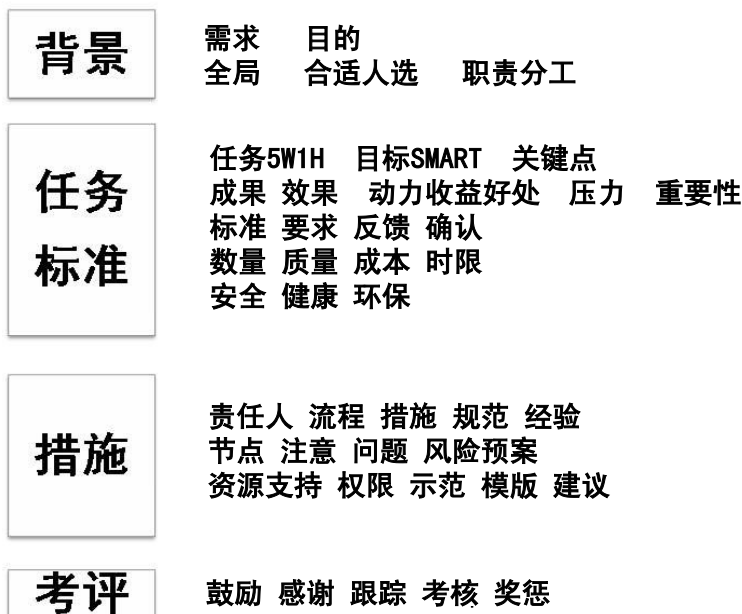 背景
需求 目的
全局 合适人选 职责分工
任务
标准
任务5W1H 目标SMART 关键点
成果 效果 动力收益好处 压力 重要性
标准 要求 反馈 确认
数量 质量 成本 时限
安全 健康 环保
措施
责任人 流程 措施 规范 经验
节点 注意 问题 风险预案
资源支持 权限 示范 模版 建议
考评
鼓励 感谢 跟踪 考核 奖惩